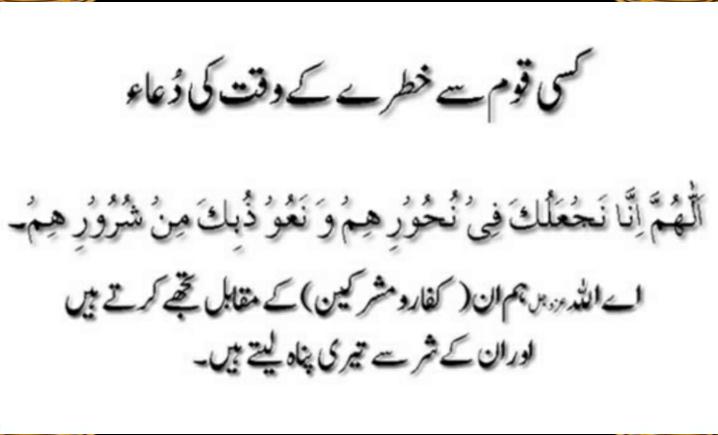 کسی قوم سے خطرے کے وقت کی دُعاء
اَللّٰهُمَّ اِنَّا نَجْعَلُكَ فِىْ نُحُوْرِ هِمْ وَ نَعُوْ ذُبِكَ مِنْ شُرُوْرِ هِمْ۔
اے اللہ عزوجل ہم ان (کفار و مشرکین) کے مقابل تجھے کرتے ہیں
اور ان کے شر سے تیری پناہ لیتے ہیں۔